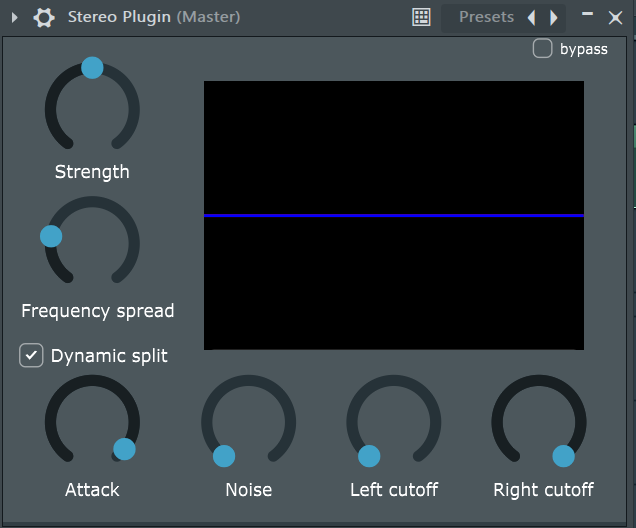 Stereo Plugin (Master)
Presets
bypass
Strength
Frequency spread
Dynamic split
Attack
Noise
Left cutoff
Right cutoff